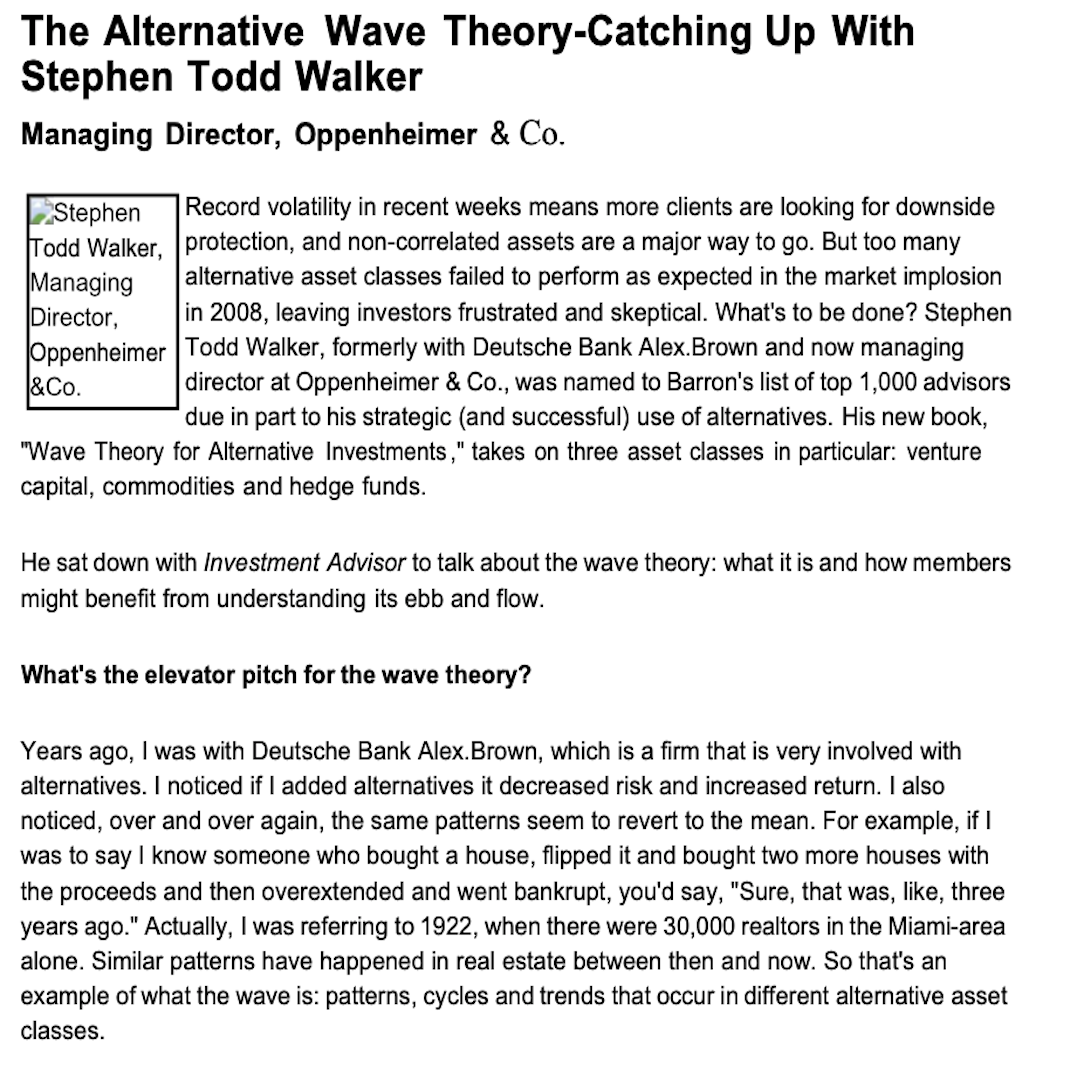 The Alternative Wave Theory-Catching Up With
Stephen Todd Walker
Managing Director, Oppenheimer & Co.
Stephen
Todd Walker,
Managing
Director,
Oppenheimer
&Co.
Record volatility in recent weeks means more clients are looking for downside
protection, and non-correlated assets are a major way to go. But too many
alternative asset classes failed to perform as expected in the market implosion
in 2008, leaving investors frustrated and skeptical. What's to be done? Stephen
Todd Walker, formerly with Deutsche Bank Alex.Brown and now managing
director at Oppenheimer & Co., was named to Barron's list of top 1,000 advisors
due in part to his strategic (and successful) use of alternatives. His new book,
"Wave Theory for Alternative Investments," takes on three asset classes in particular: venture
capital, commodities and hedge funds.
He sat down with Investment Advisor to talk about the wave theory: what it is and how members
might benefit from understanding its ebb and flow.
What's the elevator pitch for the wave theory?
Years ago, I was with Deutsche Bank Alex.Brown, which is a firm that is very involved with
alternatives. I noticed if I added alternatives it decreased risk and increased return. I also
noticed, over and over again, the same patterns seem to revert to the mean. For example, if I
was to say I know someone who bought a house, flipped it and bought two more houses with
the proceeds and then overextended and went bankrupt, you'd say, "Sure, that was, like, three
years ago." Actually, I was referring to 1922, when there were 30,000 realtors in the Miami-area
alone. Similar patterns have happened in real estate between then and now. So that's an
example of what the wave is: patterns, cycles and trends that occur in different alternative asset
classes.